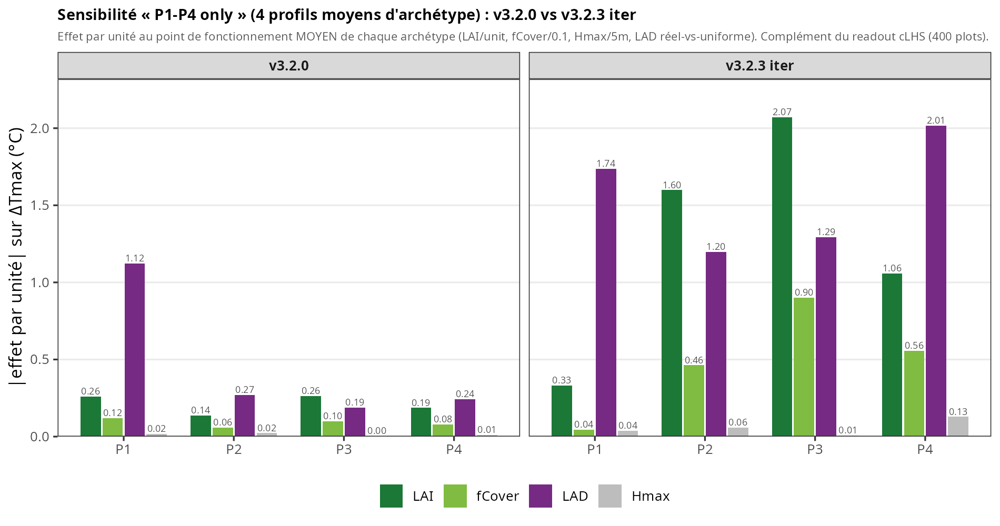 Sensibilité « P1-P4 only » (4 profils moyens d'archétype) : v3.2.0 vs v3.2.3 iter
Effet par unité au point de fonctionnement MOYEN de chaque archétype (LAI/unit, fCover/0.1, Hmax/5m, LAD réel-vs-uniforme). Complément du readout cLHS (400 plots).
|effet par unité| sur ΔTmax (°C)
2.0
1.5
1.0
0.5
0.0
v3.2.0
0.26
0.12
1.12
0.02
0.14
0.06
0.27
0.02
0.26
0.10
0.19
0.00
0.19
0.08
0.24
0.01
P1
P2
P3
P4
v3.2.3 iter
0.33
0.04
1.74
0.04
1.60
0.46
1.20
0.06
2.07
0.90
1.29
0.01
1.06
0.56
2.01
0.13
P1
P2
P3
P4
LAI
fCover
LAD
Hmax